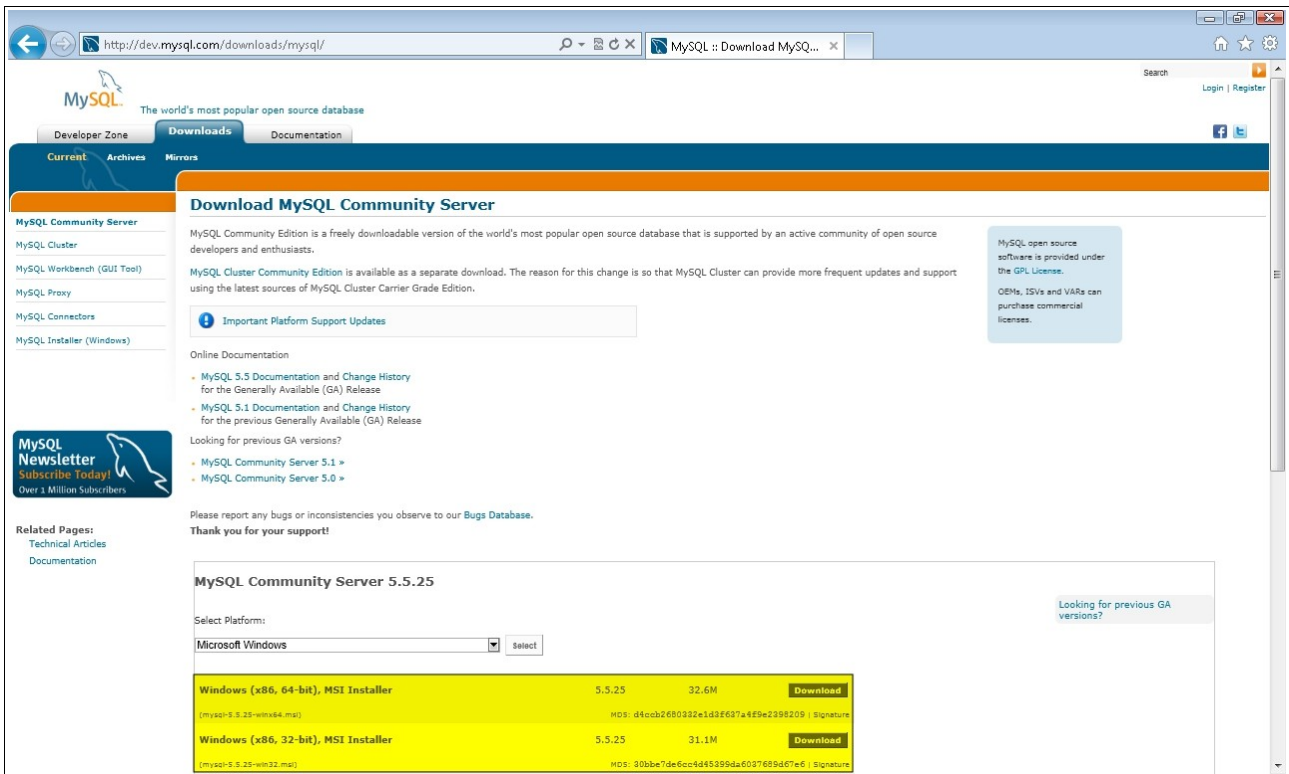 http://dev.mysql.com/downloads/mysql/
MySQL :: Download MySQ...
Search
Login | Register
MySQL
The world's most popular open source database
Developer Zone
Downloads
Documentation
Current
Archives
Mirrors
MySQL Community Server
MySQL Cluster
MySQL Workbench (GUI Tool)
MySQL Proxy
MySQL Connectors
MySQL Installer (Windows)
MySQL
Newsletter
Subscribe Today!
Over 1 Million Subscribers
Related Pages:
Technical Articles
Documentation
Download MySQL Community Server
MySQL Community Edition is a freely downloadable version of the world's most popular open source database that is supported by an active community of open source
developers and enthusiasts.
MySQL Cluster Community Edition is available as a separate download. The reason for this change is so that MySQL Cluster can provide more frequent updates and support
using the latest sources of MySQL Cluster Carrier Grade Edition.
Important Platform Support Updates
Online Documentation
MySQL 5.5 Documentation and Change History
for the Generally Available (GA) Release
MySQL 5.1 Documentation and Change History
for the previous Generally Available (GA) Release
Looking for previous GA versions?
MySQL Community Server 5.1 »
MySQL Community Server 5.0 »
Please report any bugs or inconsistencies you observe to our Bugs Database.
Thank you for your support!
MySQL open source
software is provided under
the GPL License.
OEMs, ISVs and VARs can
purchase commercial
licenses.
MySQL Community Server 5.5.25
Looking for previous GA
versions?
Select Platform:
Microsoft Windows
Select
Windows (x86, 64-bit), MSI Installer 5.5.25 32.6M Download
(mysql-5.5.25-winx64.msi) MD5: d4ccb2680332e1d3f637a4f9e2398209 | Signature
Windows (x86, 32-bit), MSI Installer 5.5.25 31.1M Download
(mysql-5.5.25-win32.msi) MD5: 30bbe7de6cc4d45399da6037689d67e6 | Signature